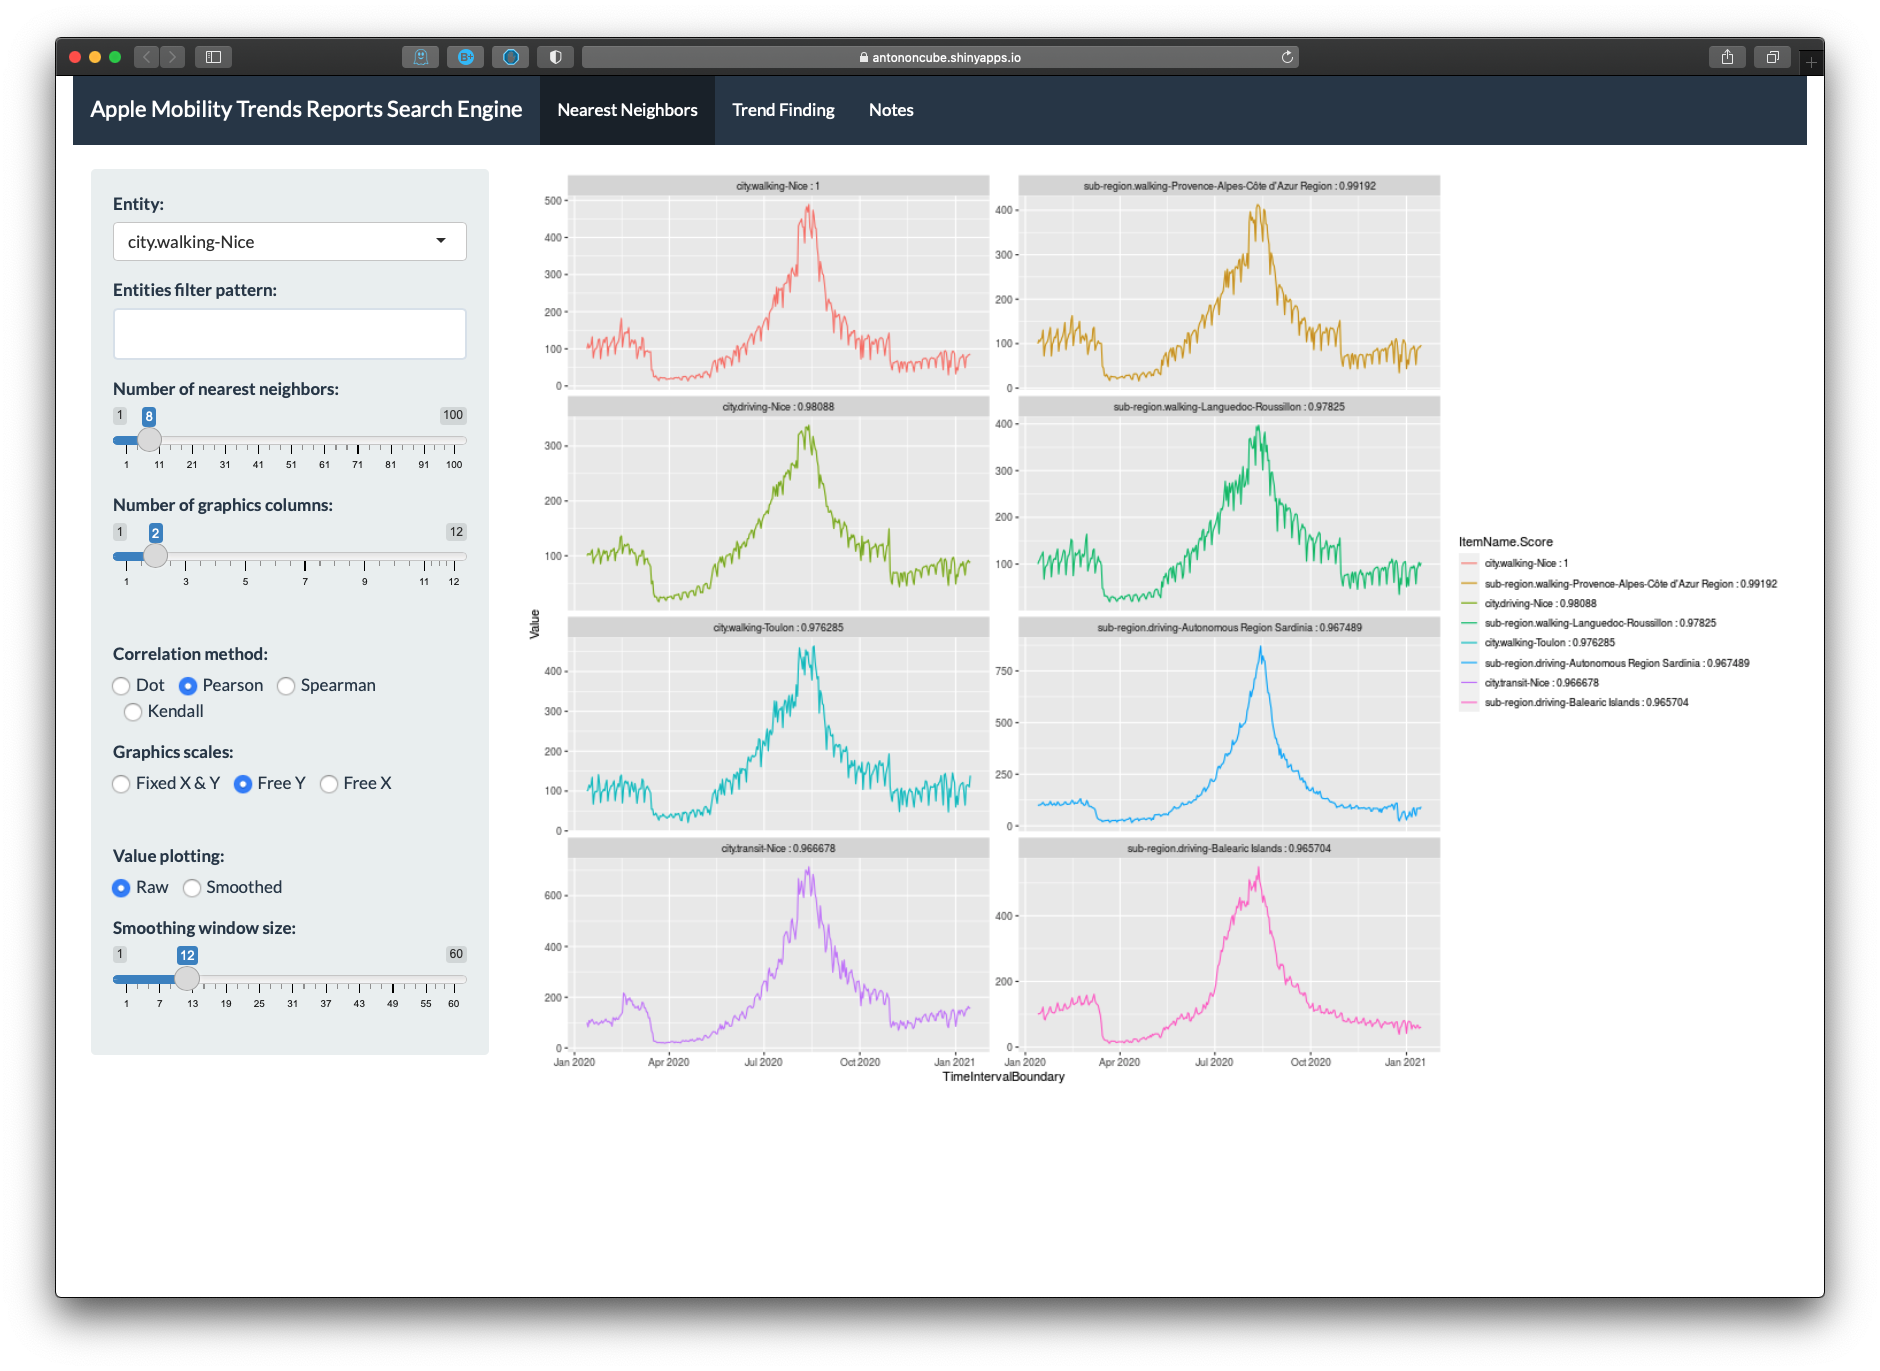 antononcube.shinyapps.io
Apple Mobility Trends Reports Search Engine Nearest Neighbors Trend Finding Notes
Entity:
city.walking-Nice
Entities filter pattern:
Number of nearest neighbors:
1 8 100
1 11 21 31 41 51 61 71 81 91 100
Number of graphics columns:
1 2 12
1 3 5 7 9 11 12
Correlation method:
Dot Pearson Spearman
Kendall
Graphics scales:
Fixed X & Y Free Y Free X
Value plotting:
Raw Smoothed
Smoothing window size:
1 12 60
1 7 13 19 25 31 37 43 49 55 60
Value
city.walking-Nice : 1
500
400
300
200
100
0
sub-region.walking-Provence-Alpes-Côte d'Azur Region : 0.99192
400
300
200
100
0
city.driving-Nice : 0.98088
300
200
100
sub-region.walking-Languedoc-Roussillon : 0.97825
400
300
200
100
city.walking-Toulon : 0.976285
400
300
200
100
0
sub-region.driving-Autonomous Region Sardinia : 0.967489
750
500
250
0
city.transit-Nice : 0.966678
600
400
200
0
sub-region.driving-Balearic Islands : 0.965704
400
200
0
Jan 2020 Apr 2020 Jul 2020 Oct 2020 Jan 2021 Jan 2020 Apr 2020 Jul 2020 Oct 2020 Jan 2021
TimeIntervalBoundary
ItemName.Score
city.walking-Nice : 1
sub-region.walking-Provence-Alpes-Côte d'Azur Region : 0.99192
city.driving-Nice : 0.98088
sub-region.walking-Languedoc-Roussillon : 0.97825
city.walking-Toulon : 0.976285
sub-region.driving-Autonomous Region Sardinia : 0.967489
city.transit-Nice : 0.966678
sub-region.driving-Balearic Islands : 0.965704